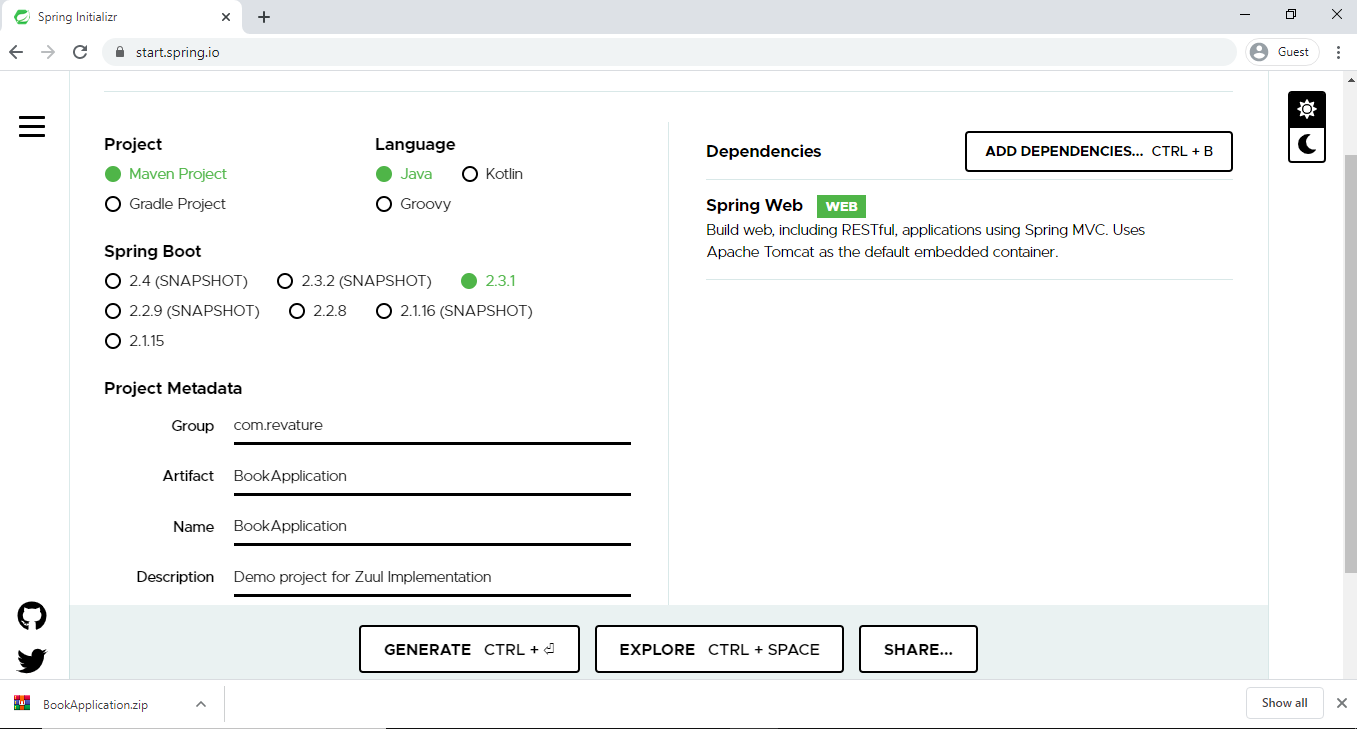 Spring Initializr
start.spring.io
Guest
Project
Maven Project
Gradle Project
Language
Java Kotlin
Groovy
Spring Boot
2.4 (SNAPSHOT) 2.3.2 (SNAPSHOT) 2.3.1
2.2.9 (SNAPSHOT) 2.2.8 2.1.16 (SNAPSHOT)
2.1.15
Project Metadata
Group com.revature
Artifact BookApplication
Name BookApplication
Description Demo project for Zuul Implementation
Dependencies
ADD DEPENDENCIES... CTRL + B
Spring Web WEB
Build web, including RESTful, applications using Spring MVC. Uses
Apache Tomcat as the default embedded container.
GENERATE CTRL + ⏎
EXPLORE CTRL + SPACE
SHARE...
BookApplication.zip
Show all